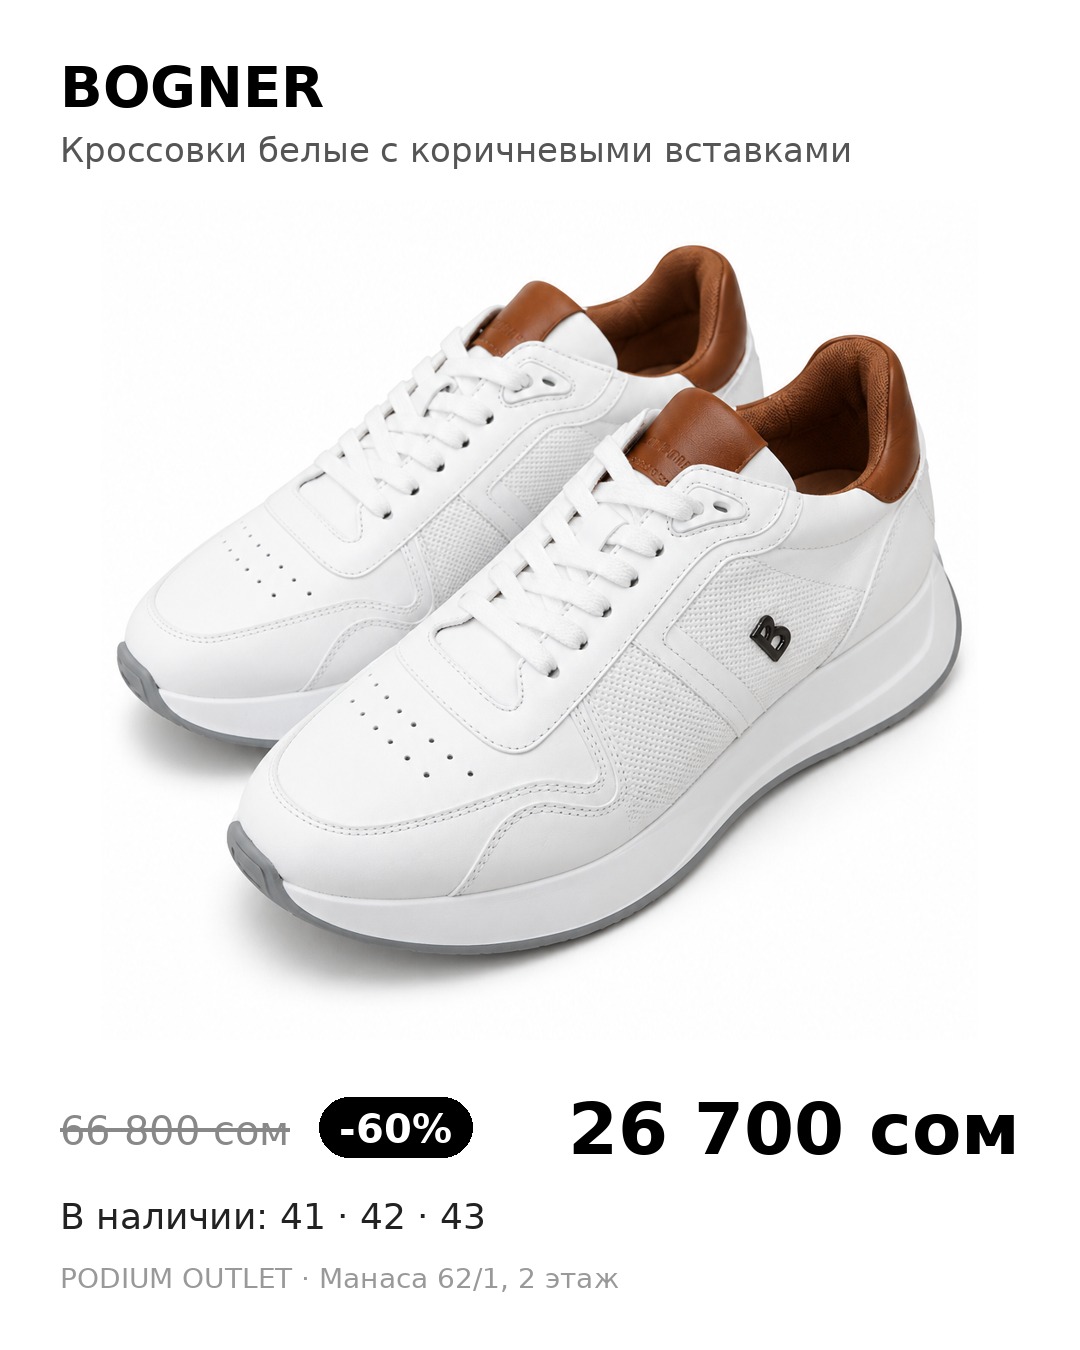 BOGNER
Кроссовки белые с коричневыми вставками
B
66 800 сом -60% 26 700 сом
В наличии: 41 · 42 · 43
PODIUM OUTLET · Манаса 62/1, 2 этаж